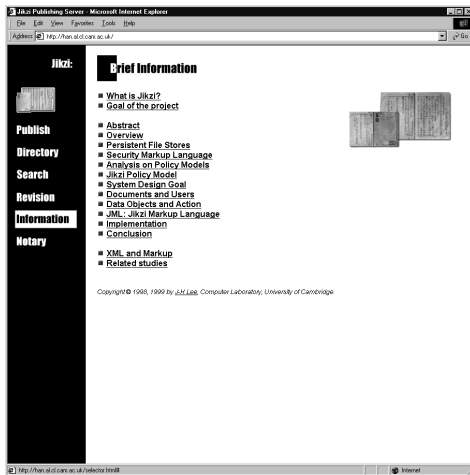 Jikzi Publishing Server - Microsoft Internet Explorer
File Edit View Favorites Tools Help
Address http://han.al.cl.cam.ac.uk/ Go
Jikzi:
Publish
Directory
Search
Revision
Information
Notary
Brief Information
What is Jikzi?
Goal of the project
Abstract
Overview
Persistent File Stores
Security Markup Language
Analysis on Policy Models
Jikzi Policy Model
System Design Goal
Documents and Users
Data Objects and Action
JML: Jikzi Markup Language
Implementation
Conclusion
XML and Markup
Related studies
Copyright© 1998, 1999 by J-H Lee, Computer Laboratory, University of Cambridge.
http://han.al.cl.cam.ac.uk/selector.html# Internet